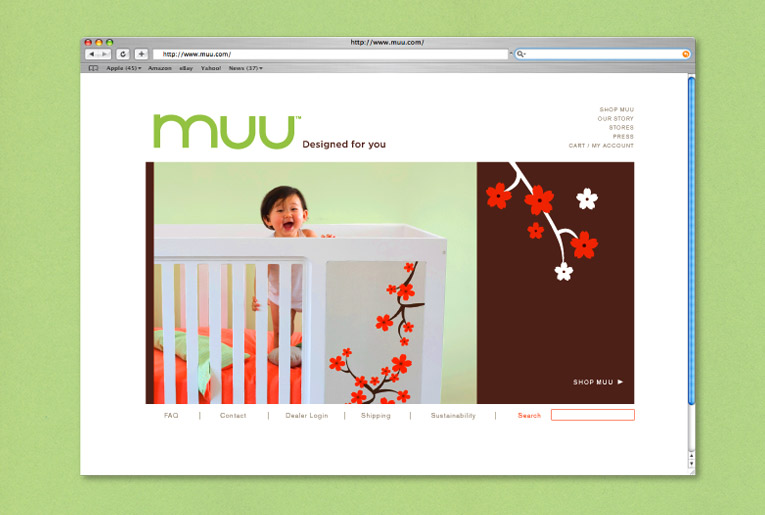 http://www.muu.com/
http://www.muu.com/
Apple (45) Amazon eBay Yahoo! News (37)
muu™
Designed for you
SHOP MUU
OUR STORY
STORES
PRESS
CART / MY ACCOUNT
SHOP MUU
FAQ | Contact | Dealer Login | Shipping | Sustainability | Search